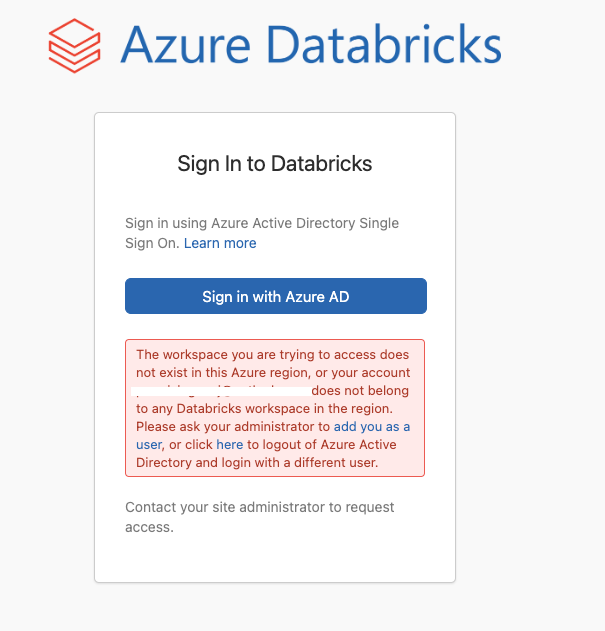 Azure Databricks
Sign In to Databricks
Sign in using Azure Active Directory Single
Sign On. Learn more
Sign in with Azure AD
The workspace you are trying to access does
not exist in this Azure region, or your account
does not belong
to any Databricks workspace in the region.
Please ask your administrator to add you as a
user, or click here to logout of Azure Active
Directory and login with a different user.
Contact your site administrator to request
access.